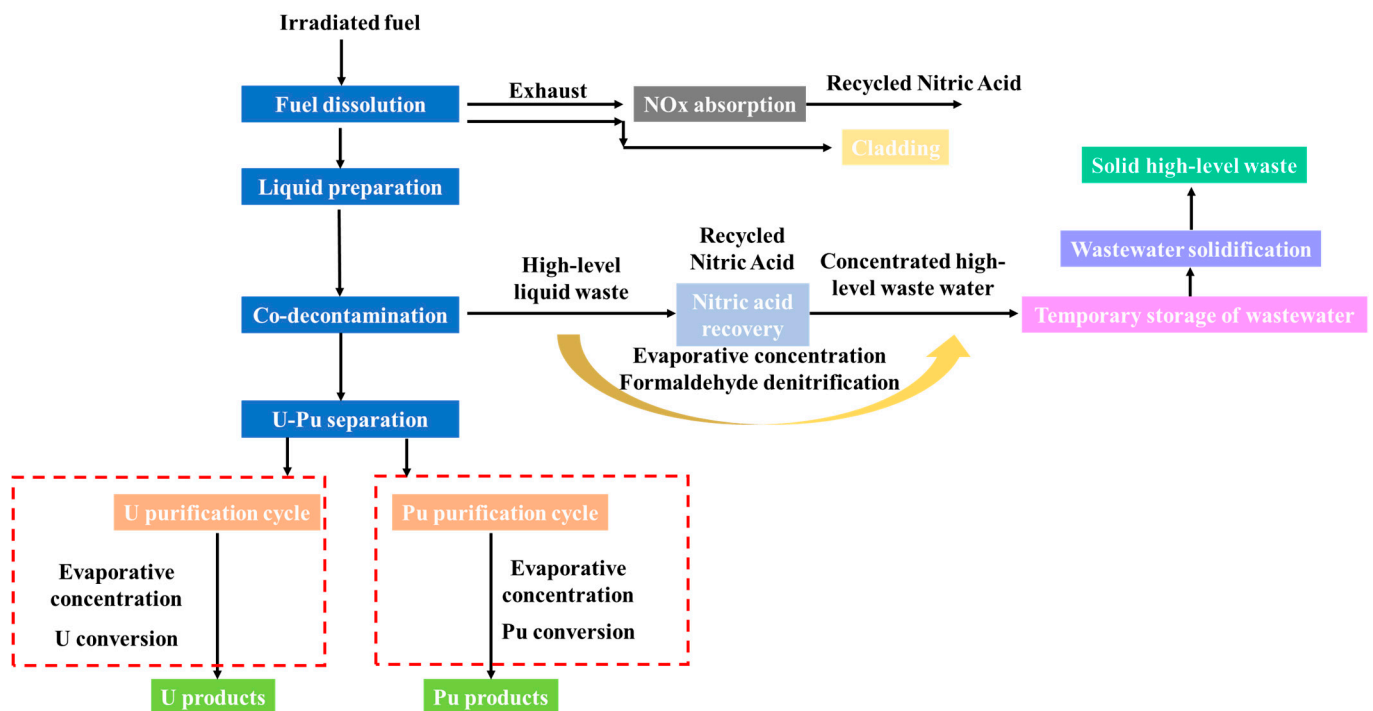 Irradiated fuel
Fuel dissolution
Exhaust
NOx absorption
Recycled Nitric Acid
Cladding
Liquid preparation
Solid high-level waste
Wastewater solidification
Co-decontamination
High-level
liquid waste
Recycled
Nitric Acid
Nitric acid
recovery
Concentrated high-
level waste water
Temporary storage of wastewater
Evaporative concentration
Formaldehyde denitrification
U-Pu separation
U purification cycle
Evaporative
concentration
U conversion
Pu purification cycle
Evaporative
concentration
Pu conversion
U products
Pu products